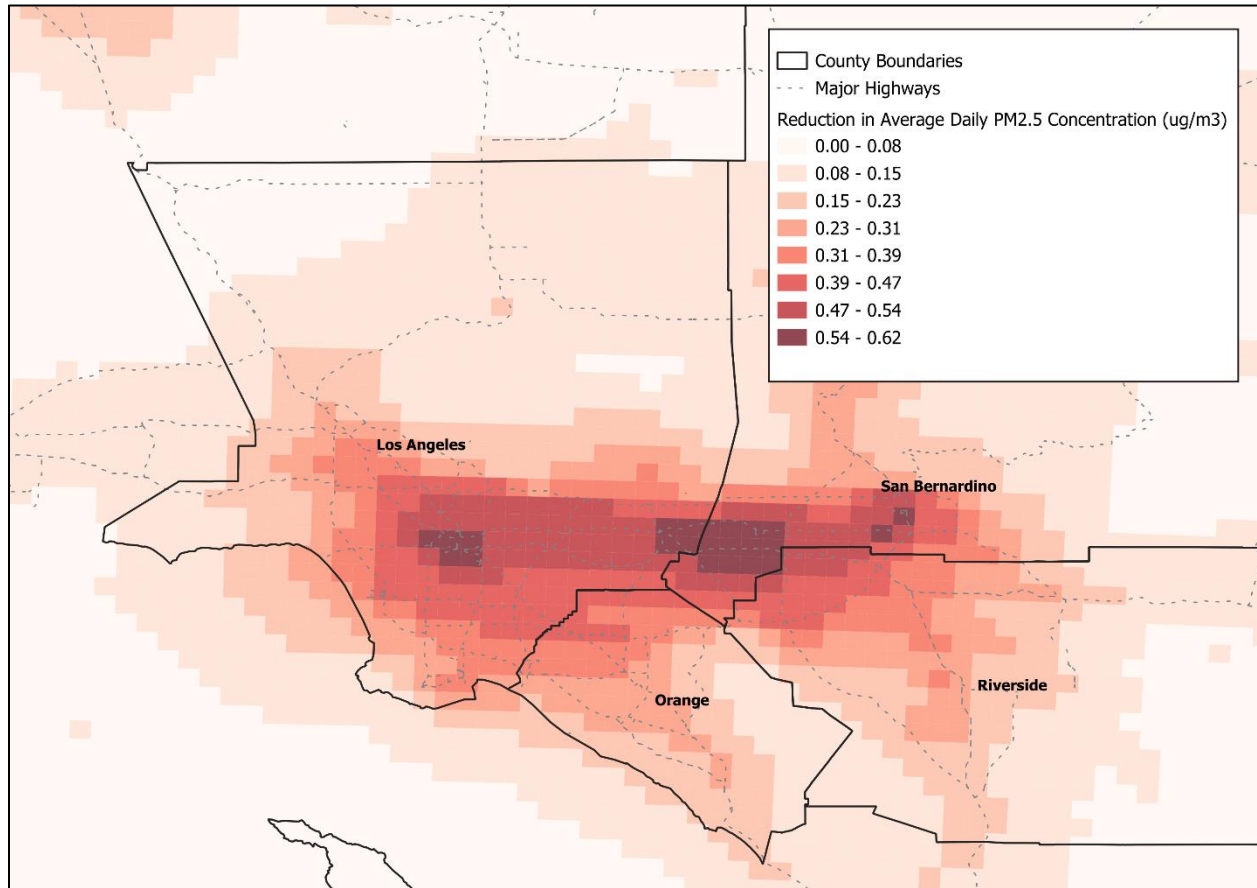 County Boundaries
Major Highways
Reduction in Average Daily PM2.5 Concentration (ug/m3)
0.00 - 0.08
0.08 - 0.15
0.15 - 0.23
0.23 - 0.31
0.31 - 0.39
0.39 - 0.47
0.47 - 0.54
0.54 - 0.62
Los Angeles
San Bernardino
Riverside
Orange